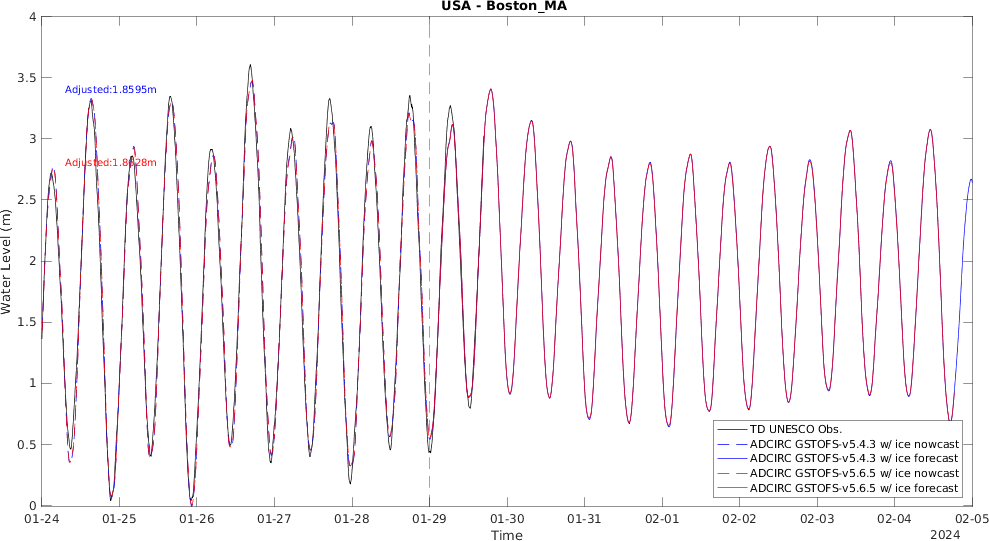 USA - Boston_MA
4
3.5
3
2.5
2
1.5
1
0.5
0
Water Level (m)
Adjusted:1.8595m
Adjusted:1.8628m
TD UNESCO Obs.
ADCIRC GSTOFS-v5.4.3 w/ ice nowcast
ADCIRC GSTOFS-v5.4.3 w/ ice forecast
ADCIRC GSTOFS-v5.6.5 w/ ice nowcast
ADCIRC GSTOFS-v5.6.5 w/ ice forecast
01-24 01-25 01-26 01-27 01-28 01-29 01-30 01-31 02-01 02-02 02-03 02-04 02-05
Time
2024